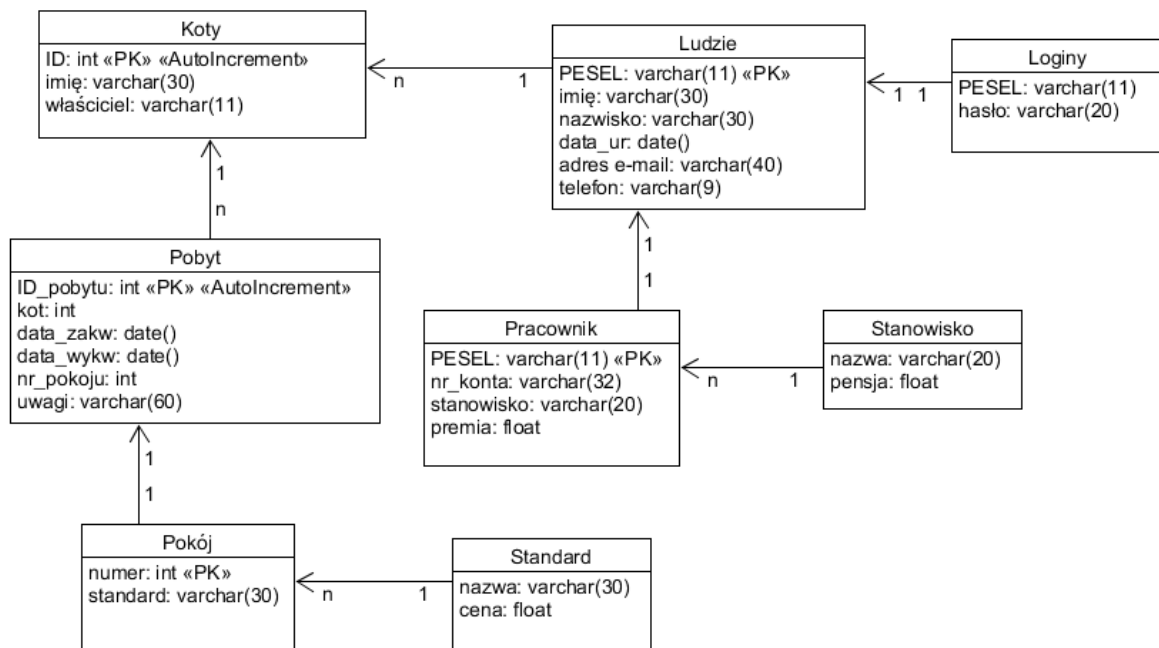 Koty
ID: int «PK» «AutoIncrement»
imię: varchar(30)
właściciel: varchar(11)
n
1
Ludzie
PESEL: varchar(11) «PK»
imię: varchar(30)
nazwisko: varchar(30)
data_ur: date()
adres e-mail: varchar(40)
telefon: varchar(9)
1 1
Loginy
PESEL: varchar(11)
hasło: varchar(20)
1
n
Pobyt
ID_pobytu: int «PK» «AutoIncrement»
kot: int
data_zakw: date()
data_wykw: date()
nr_pokoju: int
uwagi: varchar(60)
1
1
Pracownik
PESEL: varchar(11) «PK»
nr_konta: varchar(32)
stanowisko: varchar(20)
premia: float
n
1
Stanowisko
nazwa: varchar(20)
pensja: float
1
1
Pokój
numer: int «PK»
standard: varchar(30)
n
1
Standard
nazwa: varchar(30)
cena: float